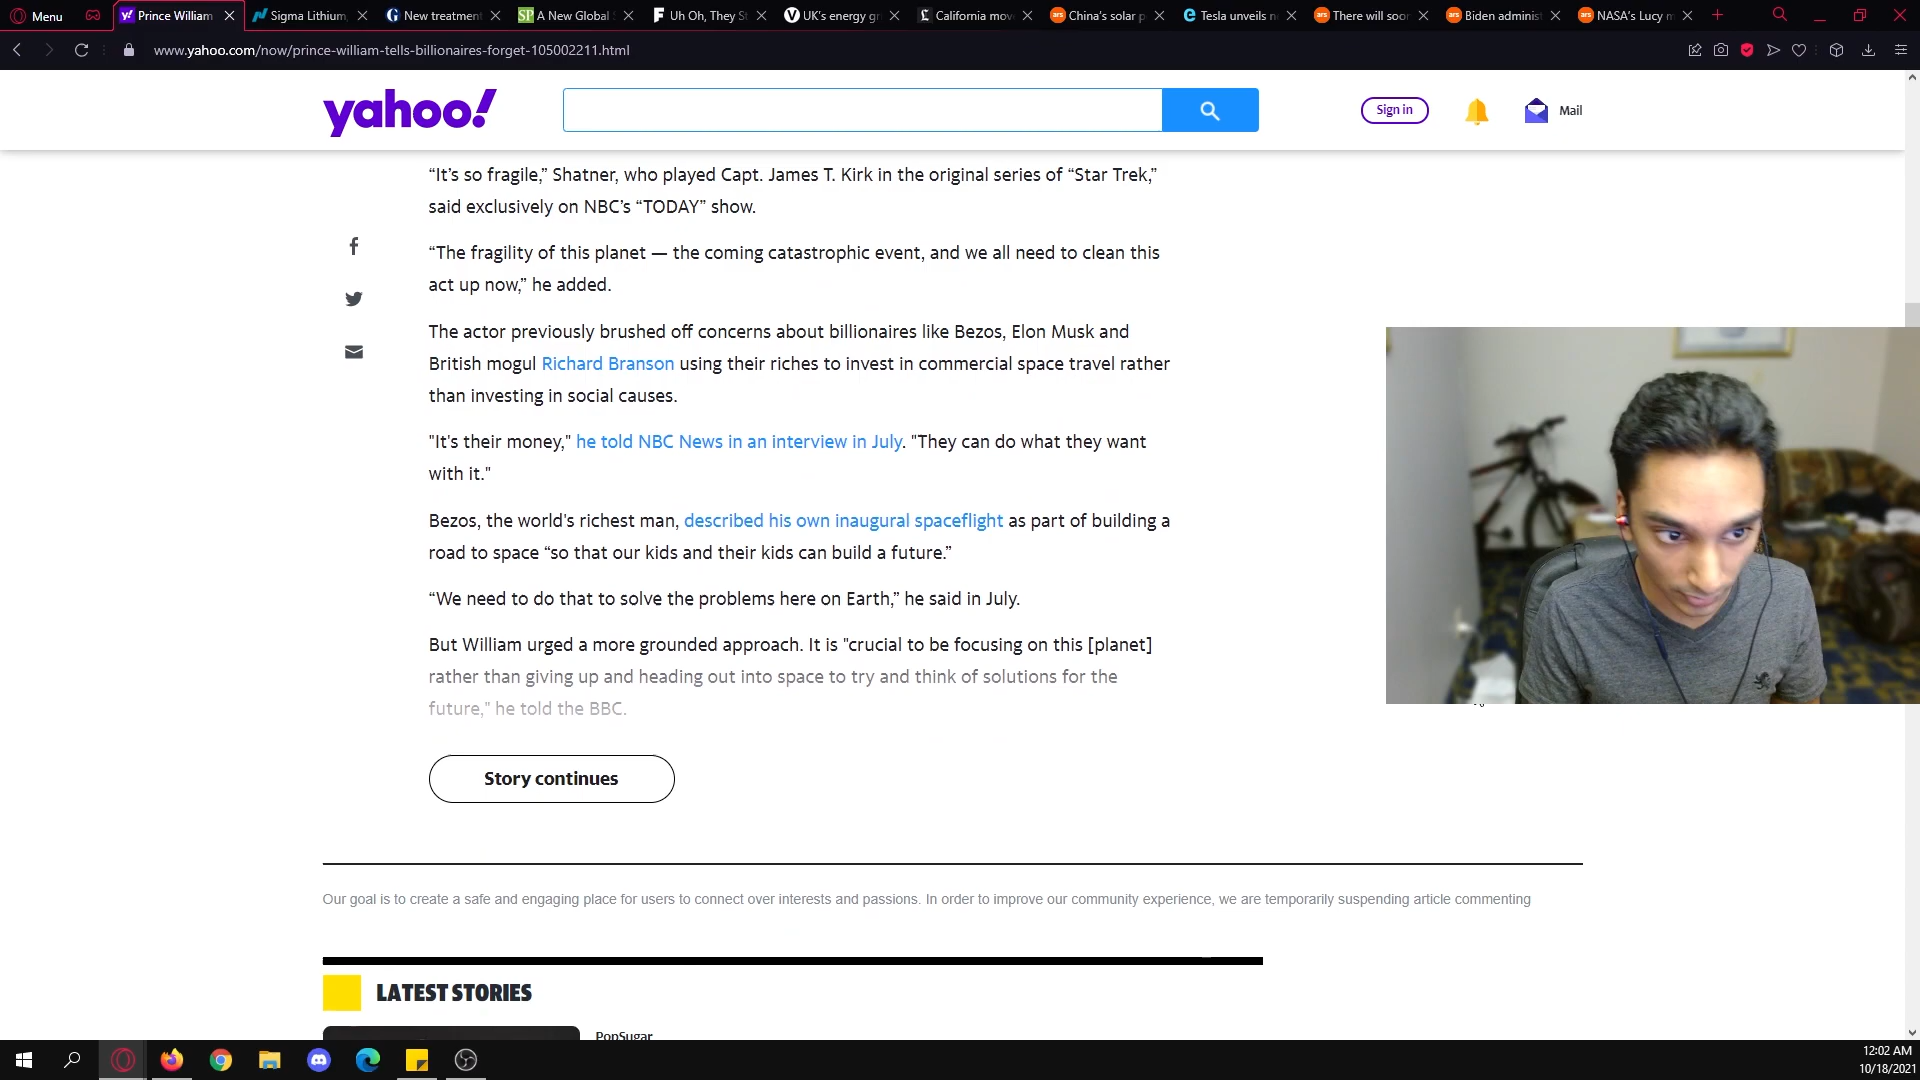 Menu
Prince William
Sigma Lithium,
New treatment
A New Global
Uh Oh, They St
UK's energy gr
California mov
China's solar p
Tesla unveils n
There will soon
Biden administ
NASA's Lucy m
www.yahoo.com/now/prince-william-tells-billionaires-forget-105002211.html
yahoo!
Sign in
Mail
“It’s so fragile,” Shatner, who played Capt. James T. Kirk in the original series of “Star Trek,”
said exclusively on NBC’s “TODAY” show.
“The fragility of this planet — the coming catastrophic event, and we all need to clean this
act up now,” he added.
The actor previously brushed off concerns about billionaires like Bezos, Elon Musk and
British mogul Richard Branson using their riches to invest in commercial space travel rather
than investing in social causes.
"It's their money," he told NBC News in an interview in July. "They can do what they want
with it."
Bezos, the world's richest man, described his own inaugural spaceflight as part of building a
road to space “so that our kids and their kids can build a future.”
“We need to do that to solve the problems here on Earth,” he said in July.
But William urged a more grounded approach. It is "crucial to be focusing on this [planet]
rather than giving up and heading out into space to try and think of solutions for the
future," he told the BBC.
Story continues
Our goal is to create a safe and engaging place for users to connect over interests and passions. In order to improve our community experience, we are temporarily suspending article commenting
LATEST STORIES
PopSugar
12:02 AM
10/18/2021